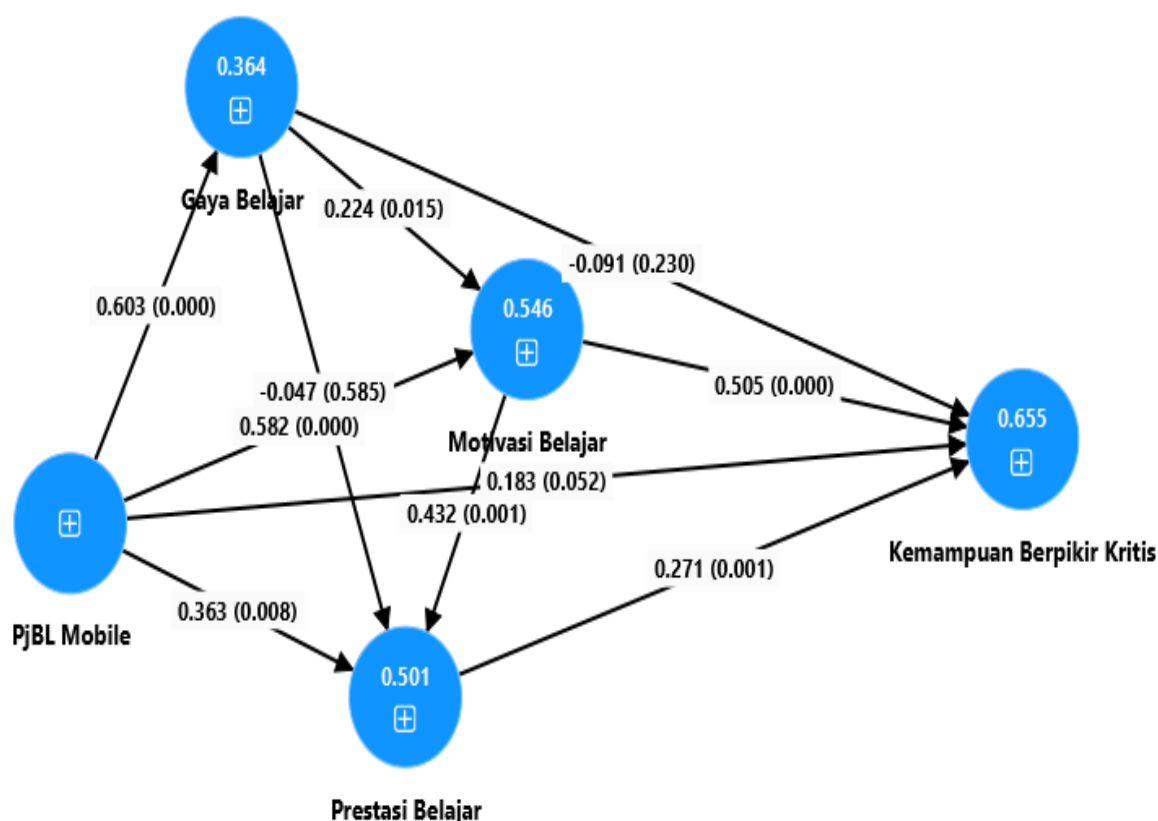 0.364
Gaya Belajar
0.224 (0.015)
-0.091 (0.230)
0.603 (0.000)
0.546
-0.047 (0.585)
0.505 (0.000)
0.582 (0.000)
0.655
Motivasi Belajar
0.183 (0.052)
0.432 (0.001)
Kemampuan Berpikir Kritis
0.271 (0.001)
0.363 (0.008)
PjBL Mobile
0.501
Prestasi Belajar